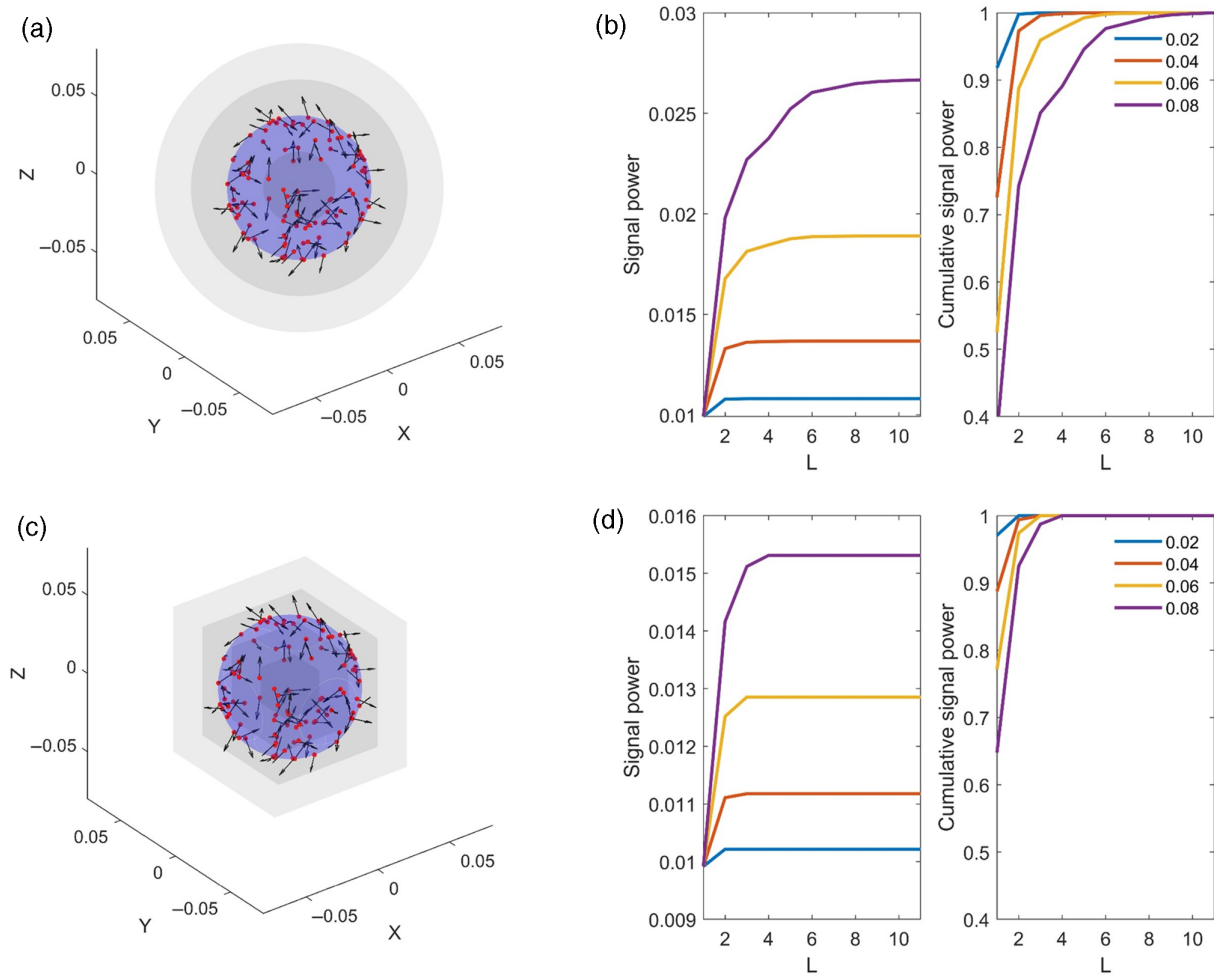 (a)
0.05
0
−0.05
Z
0.05
0
−0.05
Y
−0.05
0
0.05
X
(b)
0.03
0.025
0.02
0.015
0.01
Signal power
2 4 6 8 10
L
1
0.9
0.8
0.7
0.6
0.5
0.4
Cumulative signal power
0.02
0.04
0.06
0.08
2 4 6 8 10
L
(c)
0.05
0
−0.05
Z
0.05
0
−0.05
Y
−0.05
0
0.05
X
(d)
0.016
0.015
0.014
0.013
0.012
0.011
0.01
0.009
Signal power
2 4 6 8 10
L
1
0.9
0.8
0.7
0.6
0.5
0.4
Cumulative signal power
0.02
0.04
0.06
0.08
2 4 6 8 10
L